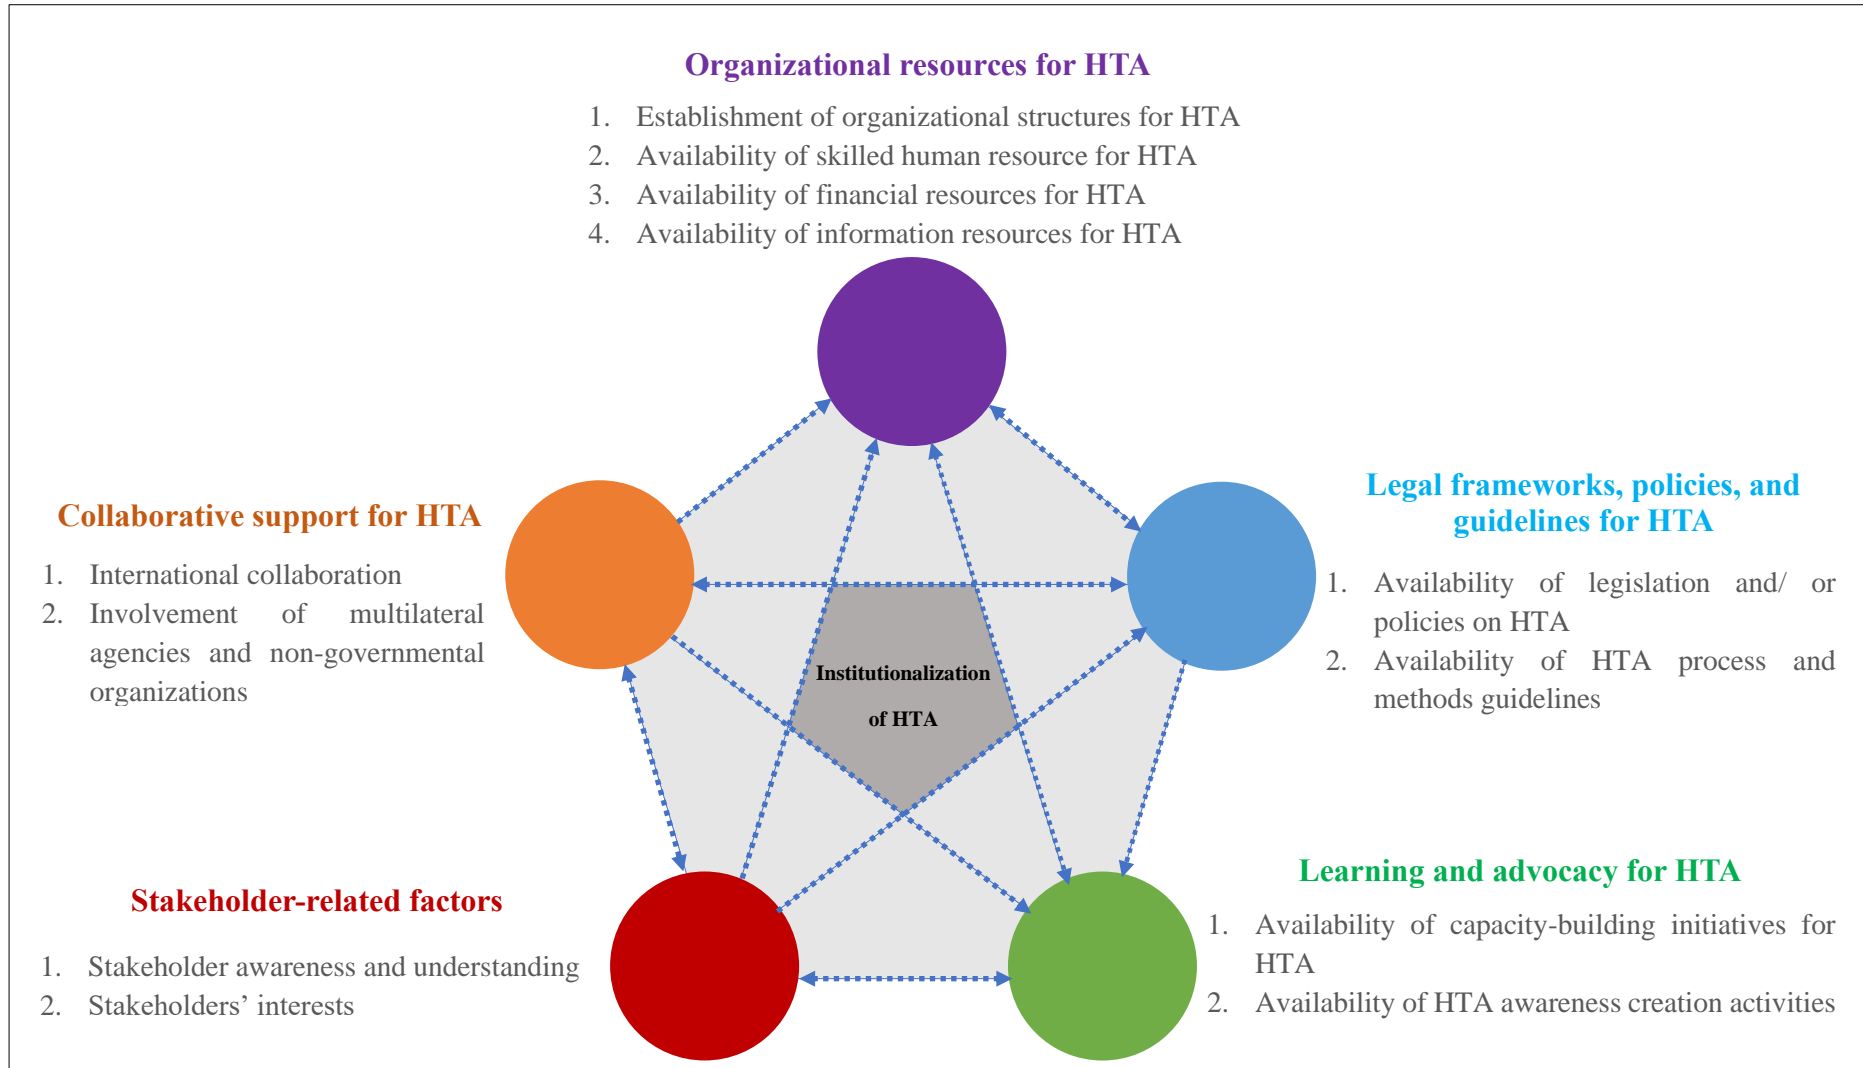 Organizational resources for HTA
1. Establishment of organizational structures for HTA
2. Availability of skilled human resource for HTA
3. Availability of financial resources for HTA
4. Availability of information resources for HTA
Collaborative support for HTA
1. International collaboration
2. Involvement of multilateral
agencies and non-governmental
organizations
Legal frameworks, policies, and
guidelines for HTA
1. Availability of legislation and/ or
policies on HTA
2. Availability of HTA process and
methods guidelines
Institutionalization
of HTA
Stakeholder-related factors
1. Stakeholder awareness and understanding
2. Stakeholders’ interests
Learning and advocacy for HTA
1. Availability of capacity-building initiatives for
HTA
2. Availability of HTA awareness creation activities